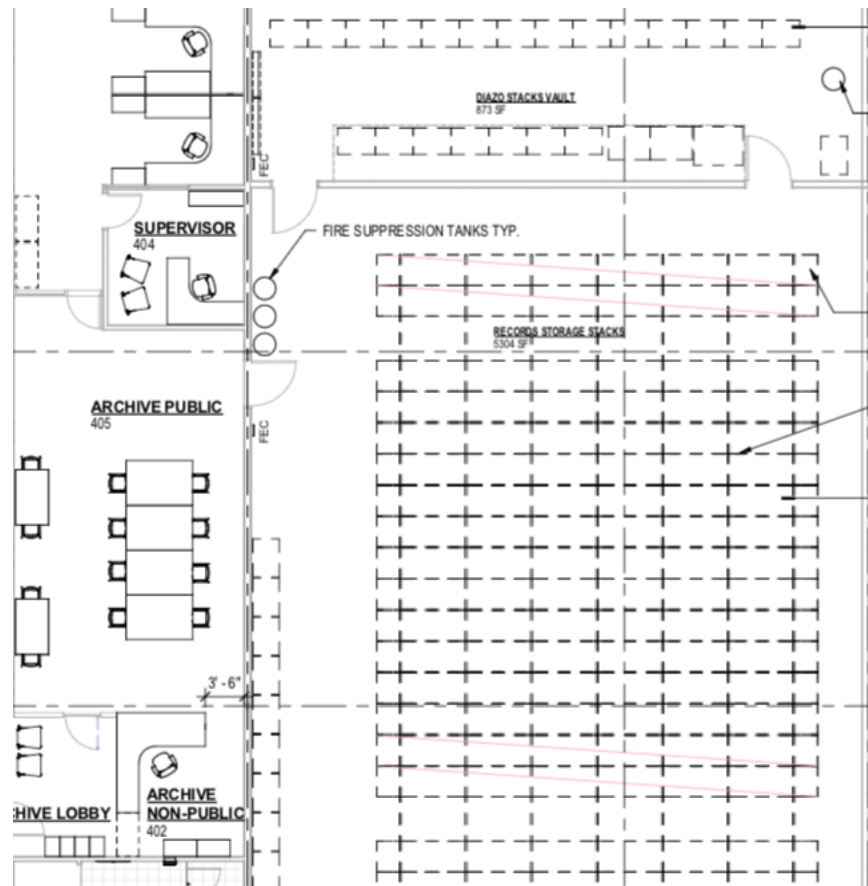 DIAZO STACKS VAULT
873 SF
FEC
SUPERVISOR
404
FIRE SUPPRESSION TANKS TYP.
RECORDS STORAGE STACKS
5304 SF
ARCHIVE PUBLIC
405
FEC
3' - 6"
CHIVE LOBBY
ARCHIVE
NON-PUBLIC
402